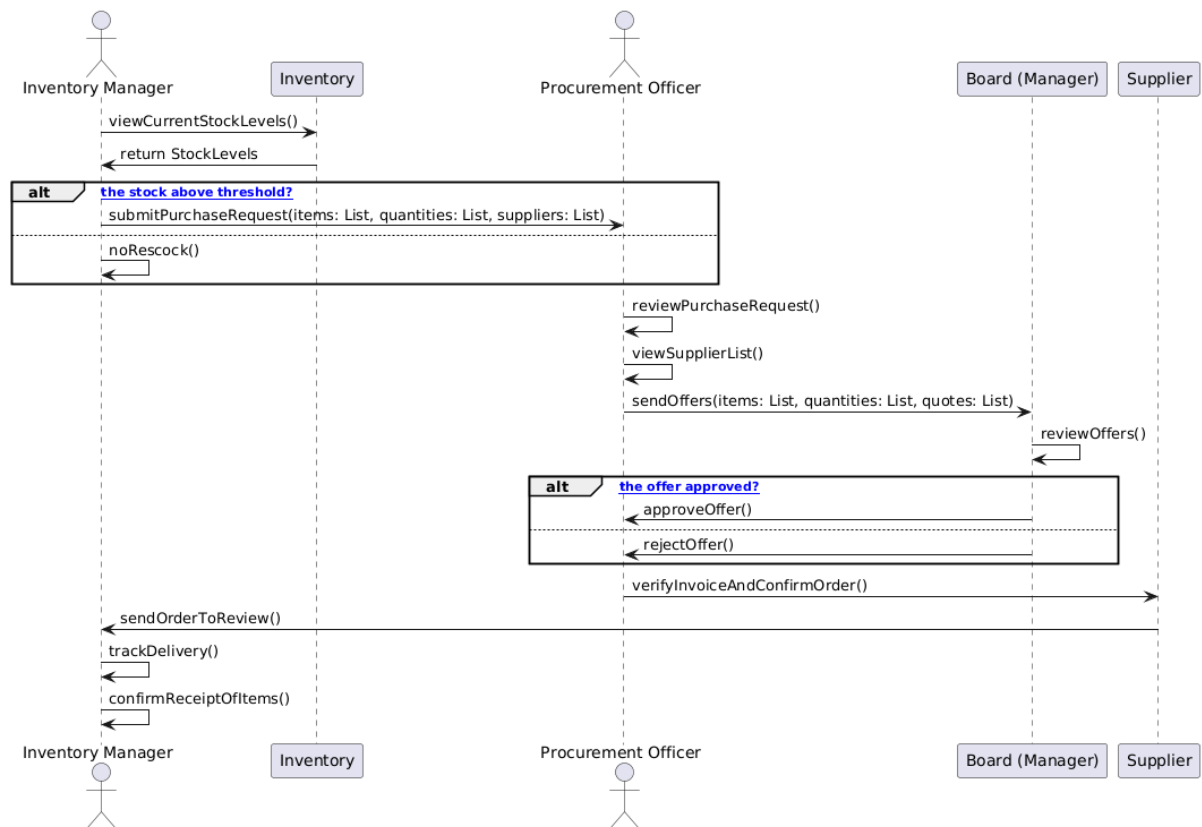 Inventory Manager
Inventory
Procurement Officer
Board (Manager)
Supplier
viewCurrentStockLevels()
return StockLevels
alt
the stock above threshold?
submitPurchaseRequest(items: List, quantities: List, suppliers: List)
noRescock()
reviewPurchaseRequest()
viewSupplierList()
sendOffers(items: List, quantities: List, quotes: List)
reviewOffers()
alt
the offer approved?
approveOffer()
rejectOffer()
verifyInvoiceAndConfirmOrder()
sendOrderToReview()
trackDelivery()
confirmReceiptOfItems()
Inventory Manager
Inventory
Procurement Officer
Board (Manager)
Supplier